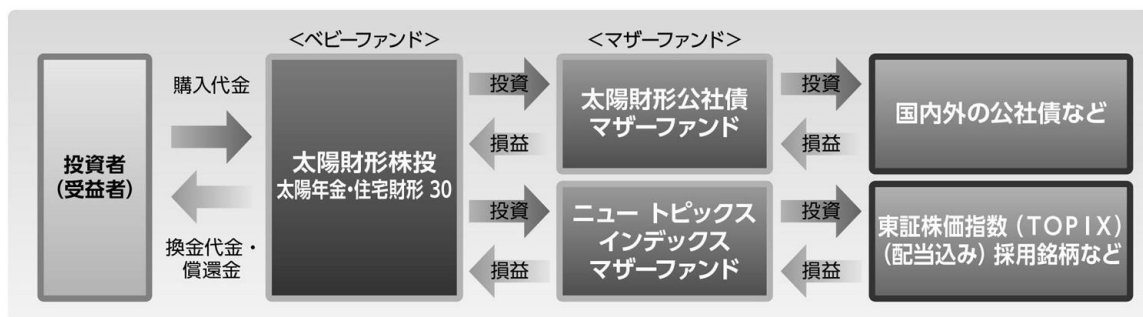 <ベビーファンド>
<マザーファンド>
投資者
(受益者)
購入代金
換金代金・
償還金
太陽財形株投
太陽年金・住宅財形 30
投資
損益
太陽財形公社債
マザーファンド
投資
損益
国内外の公社債など
投資
損益
ニュー トピックス
インデックス
マザーファンド
投資
損益
東証株価指数(TOPIX)
(配当込み)採用銘柄など